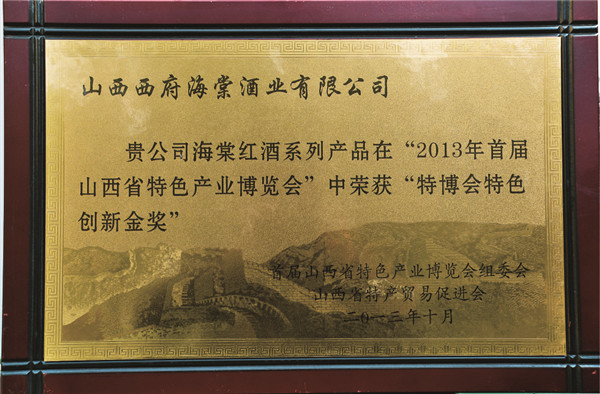 山西西府海棠酒业有限公司
贵公司海棠红酒系列产品在“2013年首届
山西省特色产业博览会”中荣获“特博会特色
创新金奖”
首届山西省特色产业博览会组委会
山西省特产贸易促进会
二〇一三年十月